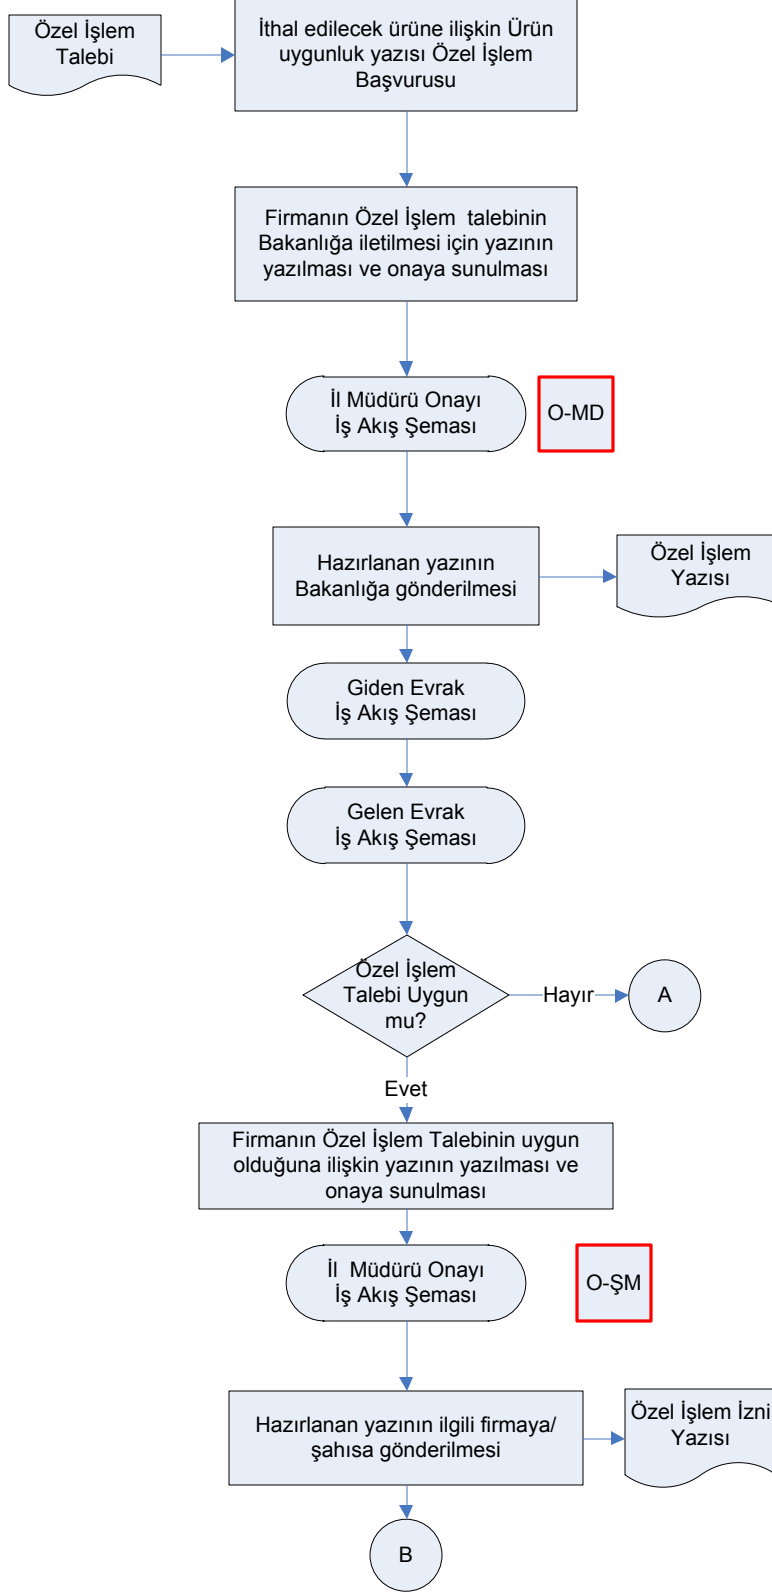 Özel İşlem
Talebi
İthal edilecek ürüne ilişkin Ürün
uygunluk yazısı Özel İşlem
Başvurusu
Firmanın Özel İşlem talebinin
Bakanlığa iletilmesi için yazının
yazılması ve onaya sunulması
İl Müdürü Onayı
İş Akış Şeması
O-MD
Hazırlanan yazının
Bakanlığa gönderilmesi
Özel İşlem
Yazısı
Giden Evrak
İş Akış Şeması
Gelen Evrak
İş Akış Şeması
Özel İşlem
Talebi Uygun
mu?
Hayır
A
Evet
Firmanın Özel İşlem Talebinin uygun
olduğuna ilişkin yazının yazılması ve
onaya sunulması
İl Müdürü Onayı
İş Akış Şeması
O-ŞM
Hazırlanan yazının ilgili firmaya/
şahısa gönderilmesi
Özel İşlem İzni
Yazısı
B